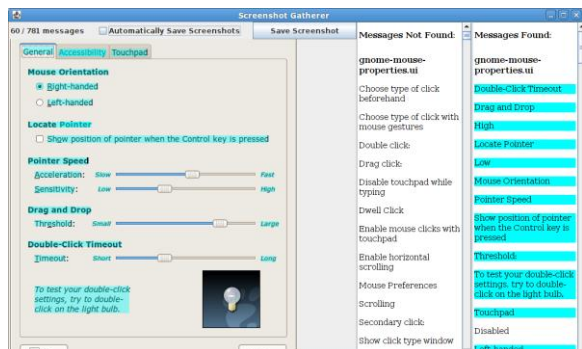 Screenshot Gatherer
60 / 781 messages
Automatically Save Screenshots
Save Screenshot
General Accessibility Touchpad
Mouse Orientation
Right-handed
Left-handed
Locate Pointer
Show position of pointer when the Control key is pressed
Pointer Speed
Acceleration: Slow Fast
Sensitivity: Low High
Drag and Drop
Threshold: Small Large
Double-Click Timeout
Timeout: Short Long
To test your double-click
settings, try to double-
click on the light bulb.
Messages Not Found:
gnome-mouse-
properties.ui
Choose type of click
beforehand
Choose type of click with
mouse gestures
Double click:
Drag click:
Disable touchpad while
typing
Dwell Click
Enable mouse clicks with
touchpad
Enable horizontal
scrolling
Mouse Preferences
Scrolling
Secondary click:
Show click type window
Messages Found:
gnome-mouse-
properties.ui
Double-Click Timeout
Drag and Drop
High
Locate Pointer
Low
Mouse Orientation
Pointer Speed
Show position of pointer
when the Control key is
pressed
Threshold:
To test your double-click
settings, try to double-
click on the light bulb.
Touchpad
Disabled
Left-handed